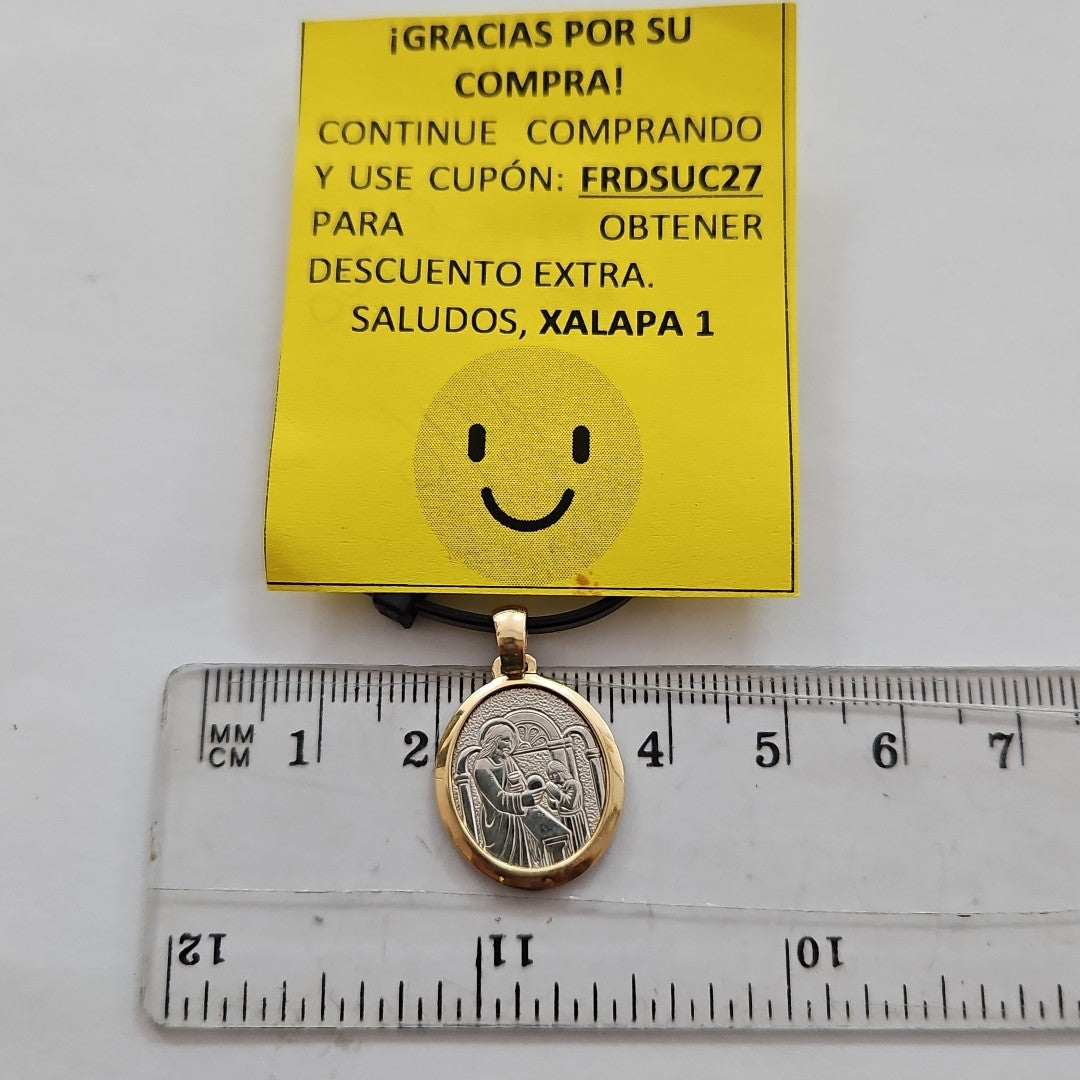 ¡GRACIAS POR SU
COMPRA!
CONTINUE COMPRANDO
Y USE CUPÓN: FRDSUC27
PARA OBTENER
DESCUENTO EXTRA.
SALUDOS, XALAPA 1
MM
CM 1 2 4 5 6 7
12 11 10